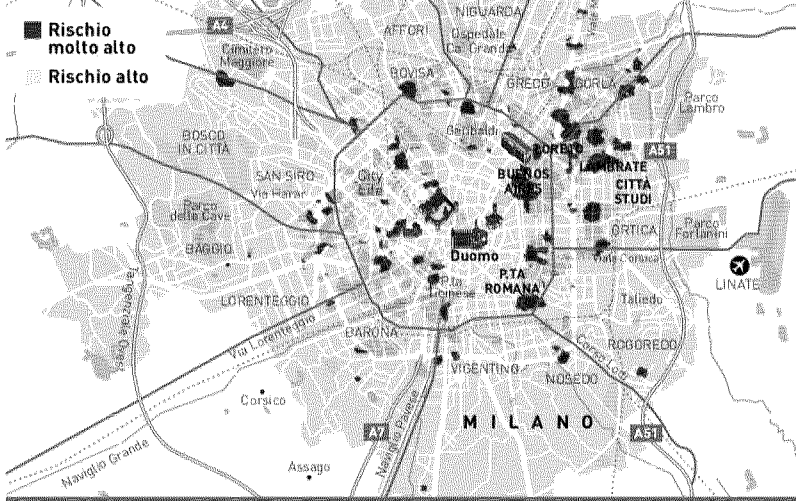 Rischio
molto alto
Rischio alto
A4
Cimitero
Maggiore
AFFORI
NIGUARDA
Ospedale
Ca' Granda
BOVISA
GRECO
GORLA
Parco
Lambro
BOSCO
IN CITTÀ
Garibaldi
LORETO
A51
LAMBRATE
SAN SIRO
City
Life
BUENOS
AIRES
CITTÀ
STUDI
Via Harar
Parco
delle Cave
ORTICA
Parco
Forlanini
BAGGIO
Duomo
Viale Corsica
LINATE
P.TA
ROMANA
P.ta
Ticinese
Taliedo
LORENTEGGIO
Tangenziale Ovest
Via Lorenteggio
BARONA
ROGOREDO
Corso Lodi
VIGENTINO
NOSEDO
Corsico
MILANO
A7
A51
Naviglio Pavese
Naviglio Grande
Assago